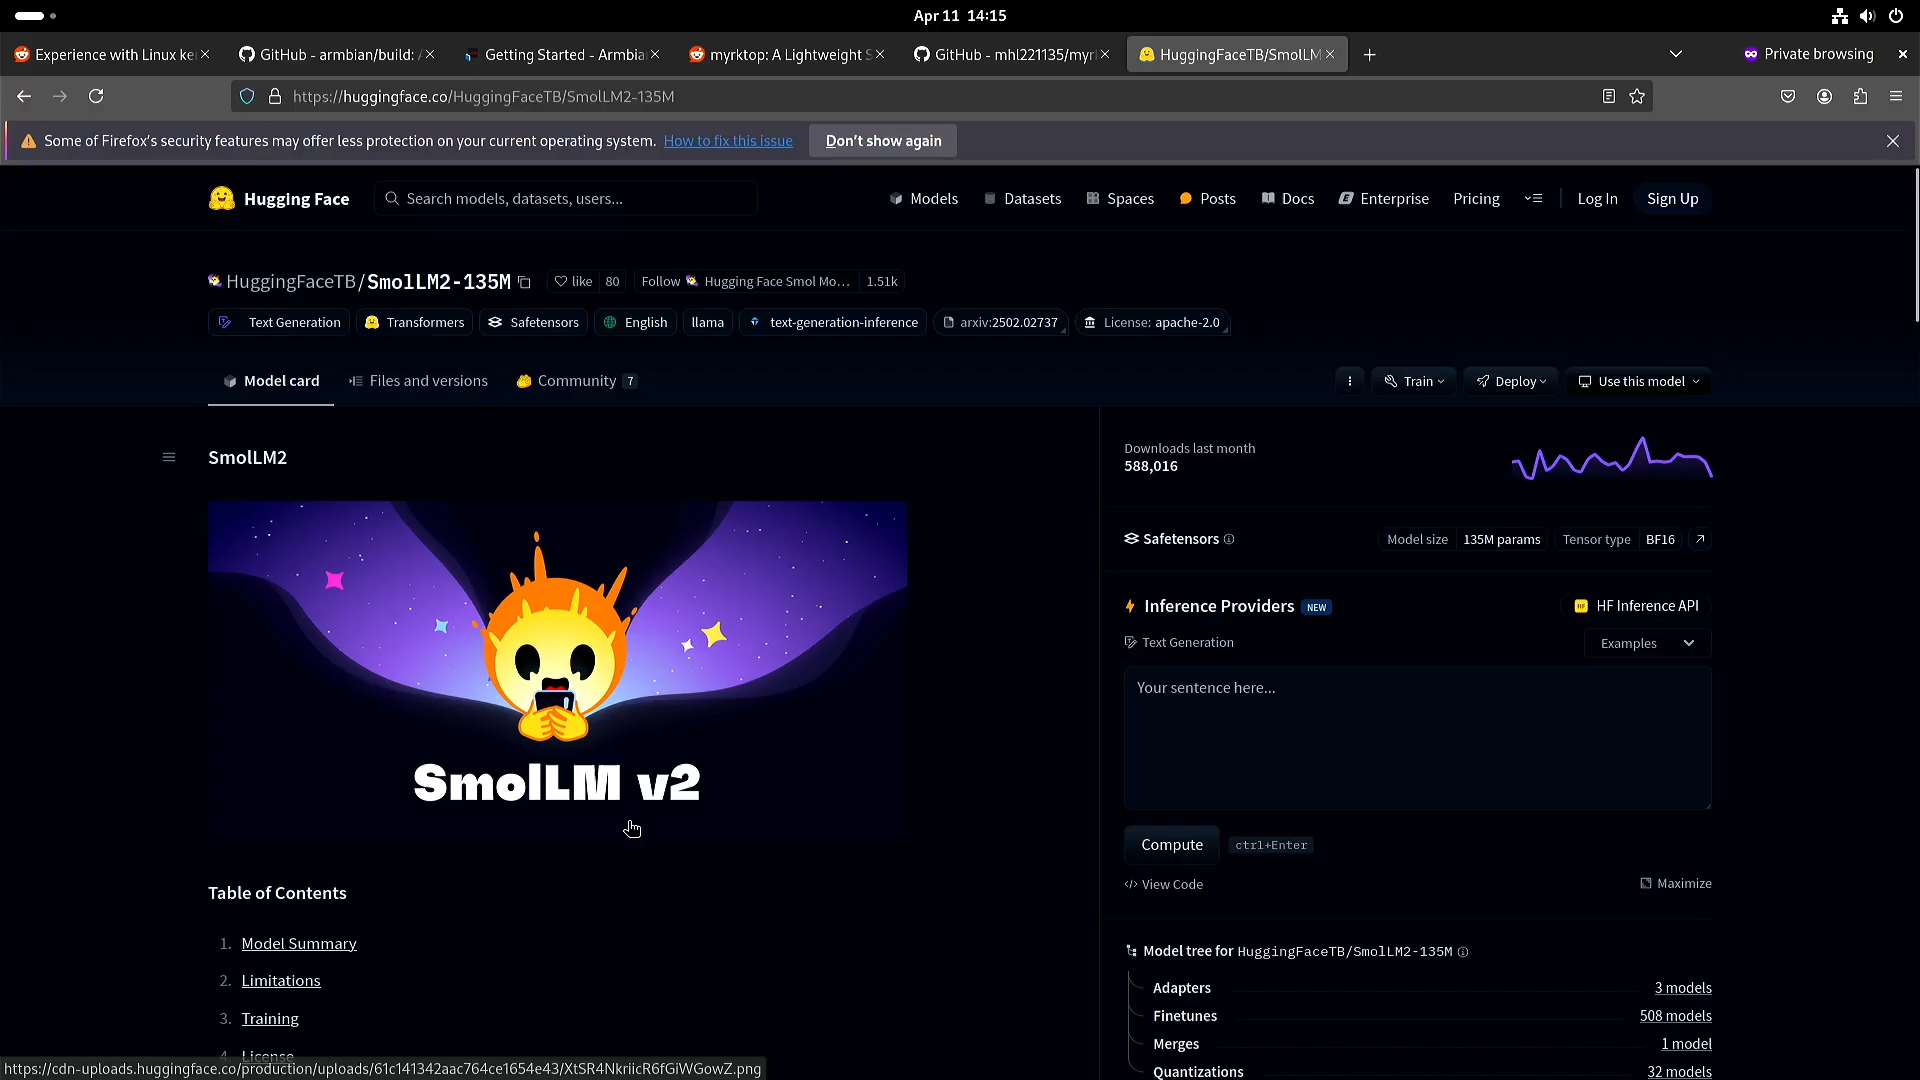 Apr 11 14:15
Experience with Linux ke
GitHub - armbian/build:
Getting Started - Armbia
myrktop: A Lightweight S
GitHub - mhl221135/myr
HuggingFaceTB/SmolLM
Private browsing
https://huggingface.co/HuggingFaceTB/SmolLM2-135M
Some of Firefox's security features may offer less protection on your current operating system. How to fix this issue Don't show again
Hugging Face
Search models, datasets, users...
Models
Datasets
Spaces
Posts
Docs
Enterprise
Pricing
Log In
Sign Up
HuggingFaceTB/SmolLM2-135M
like 80
Follow Hugging Face Smol Mo... 1.51k
Text Generation
Transformers
Safetensors
English
llama
text-generation-inference
arxiv:2502.02737
License: apache-2.0
Model card
Files and versions
Community 7
Train
Deploy
Use this model
SmolLM2
SmolLM v2
Table of Contents
1. Model Summary
2. Limitations
3. Training
4. License
Downloads last month
588,016
Safetensors
Model size 135M params
Tensor type BF16
Inference Providers NEW
HF Inference API
Text Generation
Examples
Your sentence here...
Compute ctrl+Enter
View Code
Maximize
Model tree for HuggingFaceTB/SmolLM2-135M
Adapters 3 models
Finetunes 508 models
Merges 1 model
Quantizations 32 models
https://cdn-uploads.huggingface.co/production/uploads/61c141342aac764ce1654e43/XtSR4NkriicR6fGiWGowZ.png